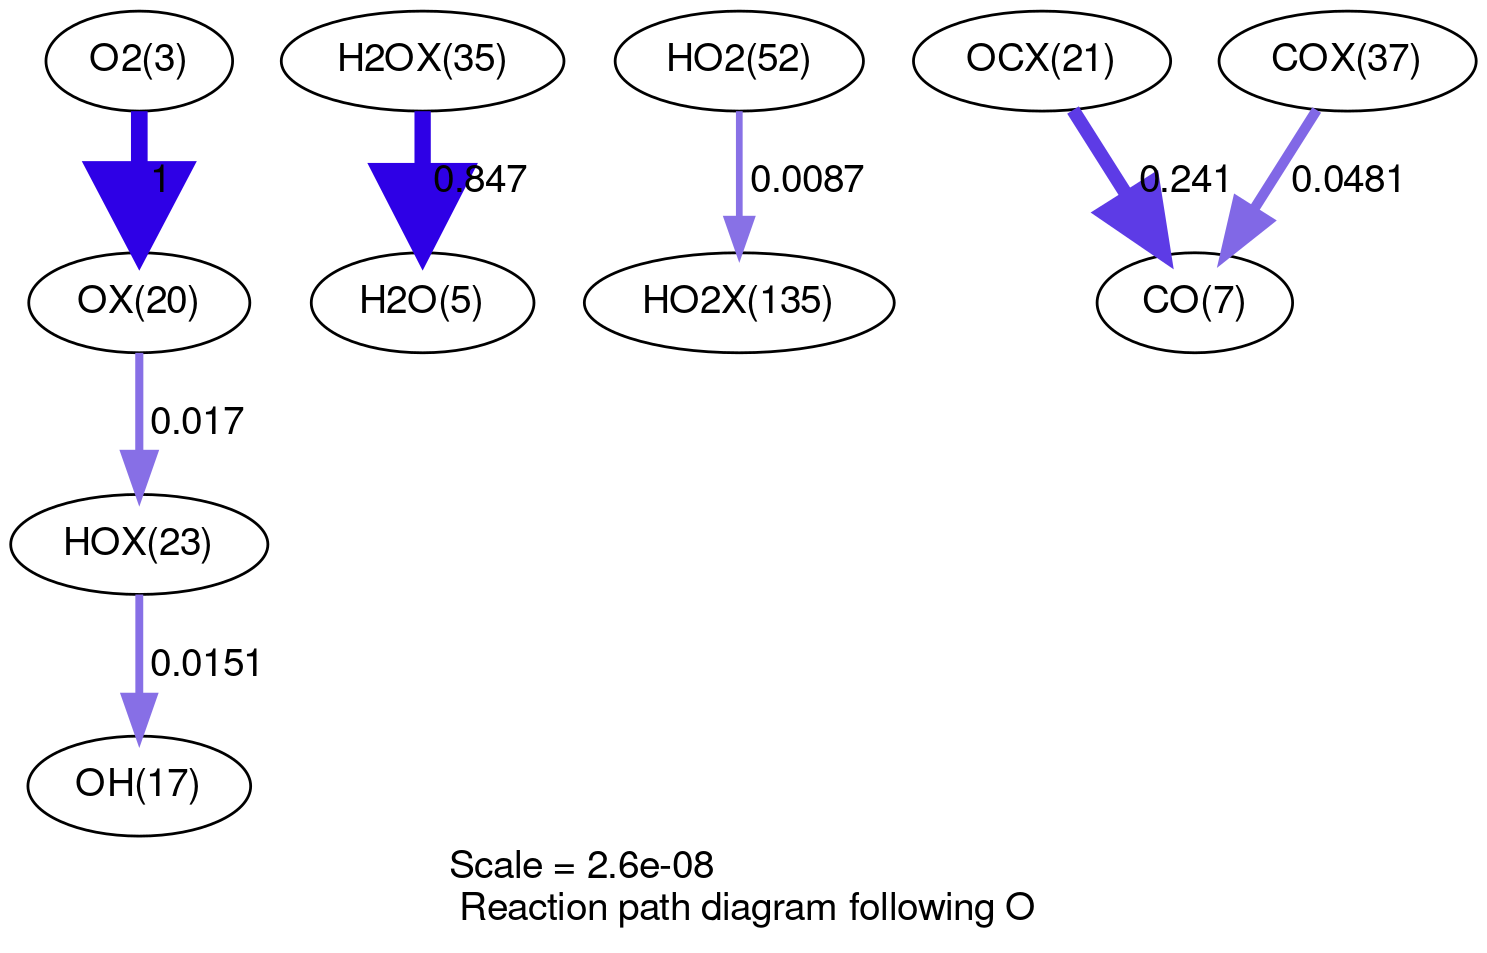 O2(3)
H2OX(35)
HO2(52)
OCX(21)
COX(37)
1
0.847
0.0087
0.241
0.0481
OX(20)
H2O(5)
HO2X(135)
CO(7)
0.017
HOX(23)
0.0151
OH(17)
Scale = 2.6e-08
Reaction path diagram following O